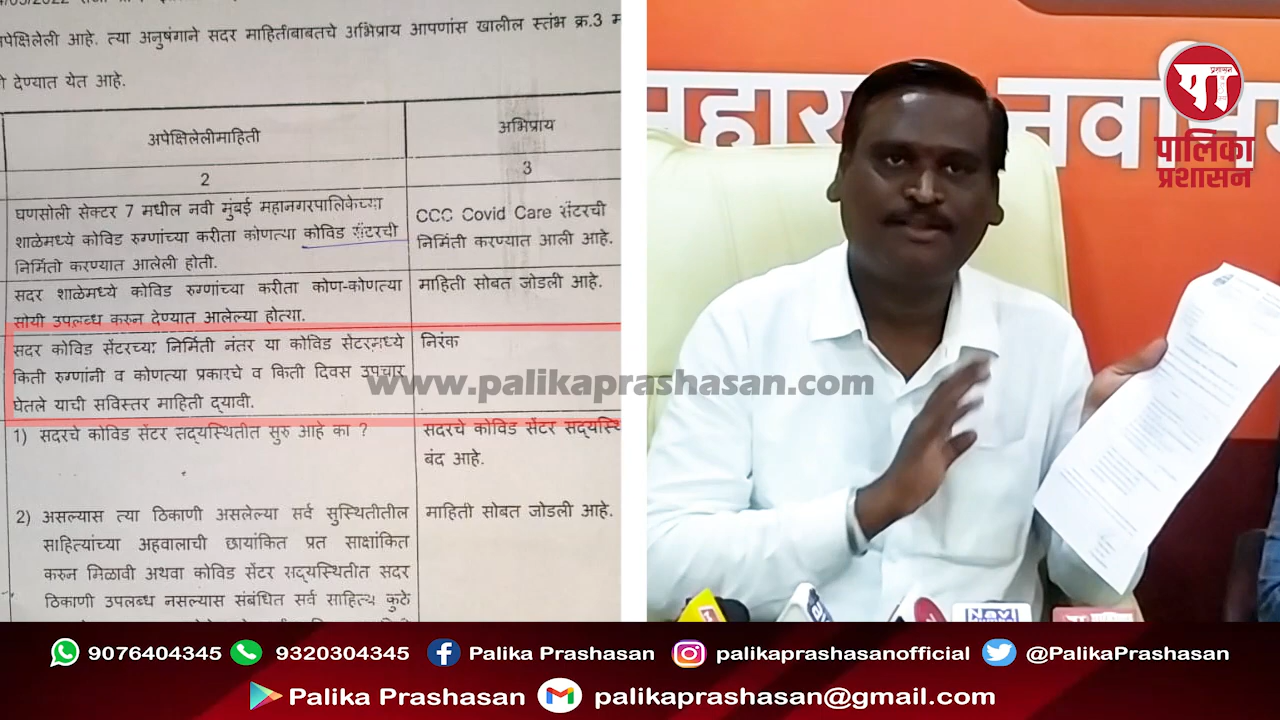 अपेक्षिलेली आहे. त्या अनुषंगाने सदर माहितीबाबतचे अभिप्राय आपणांस खालील स्तंभ क्र.3
देण्यात येत आहे.
अपेक्षिलेलीमाहिती
अभिप्राय
2
3
घणसोली सेक्टर 7 मधील नवी मुंबई महानगरपालिकेच्या
शाळेमध्ये कोविड रुग्णांच्या करीता कोणत्या कोविड सेंटरची
निर्मिती करण्यात आलेली होती.
CCC Covid Care सेंटरची
निर्मिती करण्यात आली आहे.
सदर शाळेमध्ये कोविड रुग्णांच्या करीता कोण-कोणत्या
सोयी उपलब्ध करुन देण्यात आलेल्या होत्या.
माहिती सोबत जोडली आहे.
सदर कोविड सेंटरच्या निर्मिती नंतर या कोविड सेंटरमध्ये
किती रुग्णांनी व कोणत्या प्रकारचे व किती दिवस उपचार
घेतले याची सविस्तर माहिती द्यावी.
निरंक
1) सदरचे कोविड सेंटर सद्यस्थितीत सुरु आहे का ?
सदरचे कोविड सेंटर
बंद आहे.
2) असल्यास त्या ठिकाणी असलेल्या सर्व सुस्थितीतील
साहित्यांच्या अहवालाची छायांकित प्रत साक्षांकित
करुन मिळावी अथवा कोविड सेंटर सद्यस्थितीत सदर
ठिकाणी उपलब्ध नसल्यास संबंधित सर्व साहित्य कुठे
माहिती सोबत जोडली आहे.
www.palikaprashasan.com
पा
प्रशासन
पालिका
प्रशासन
Navi
9076404345 9320304345 Palika Prashasan palikaprashasanofficial @PalikaPrashasan
Palika Prashasan palikaprashasan@gmail.com